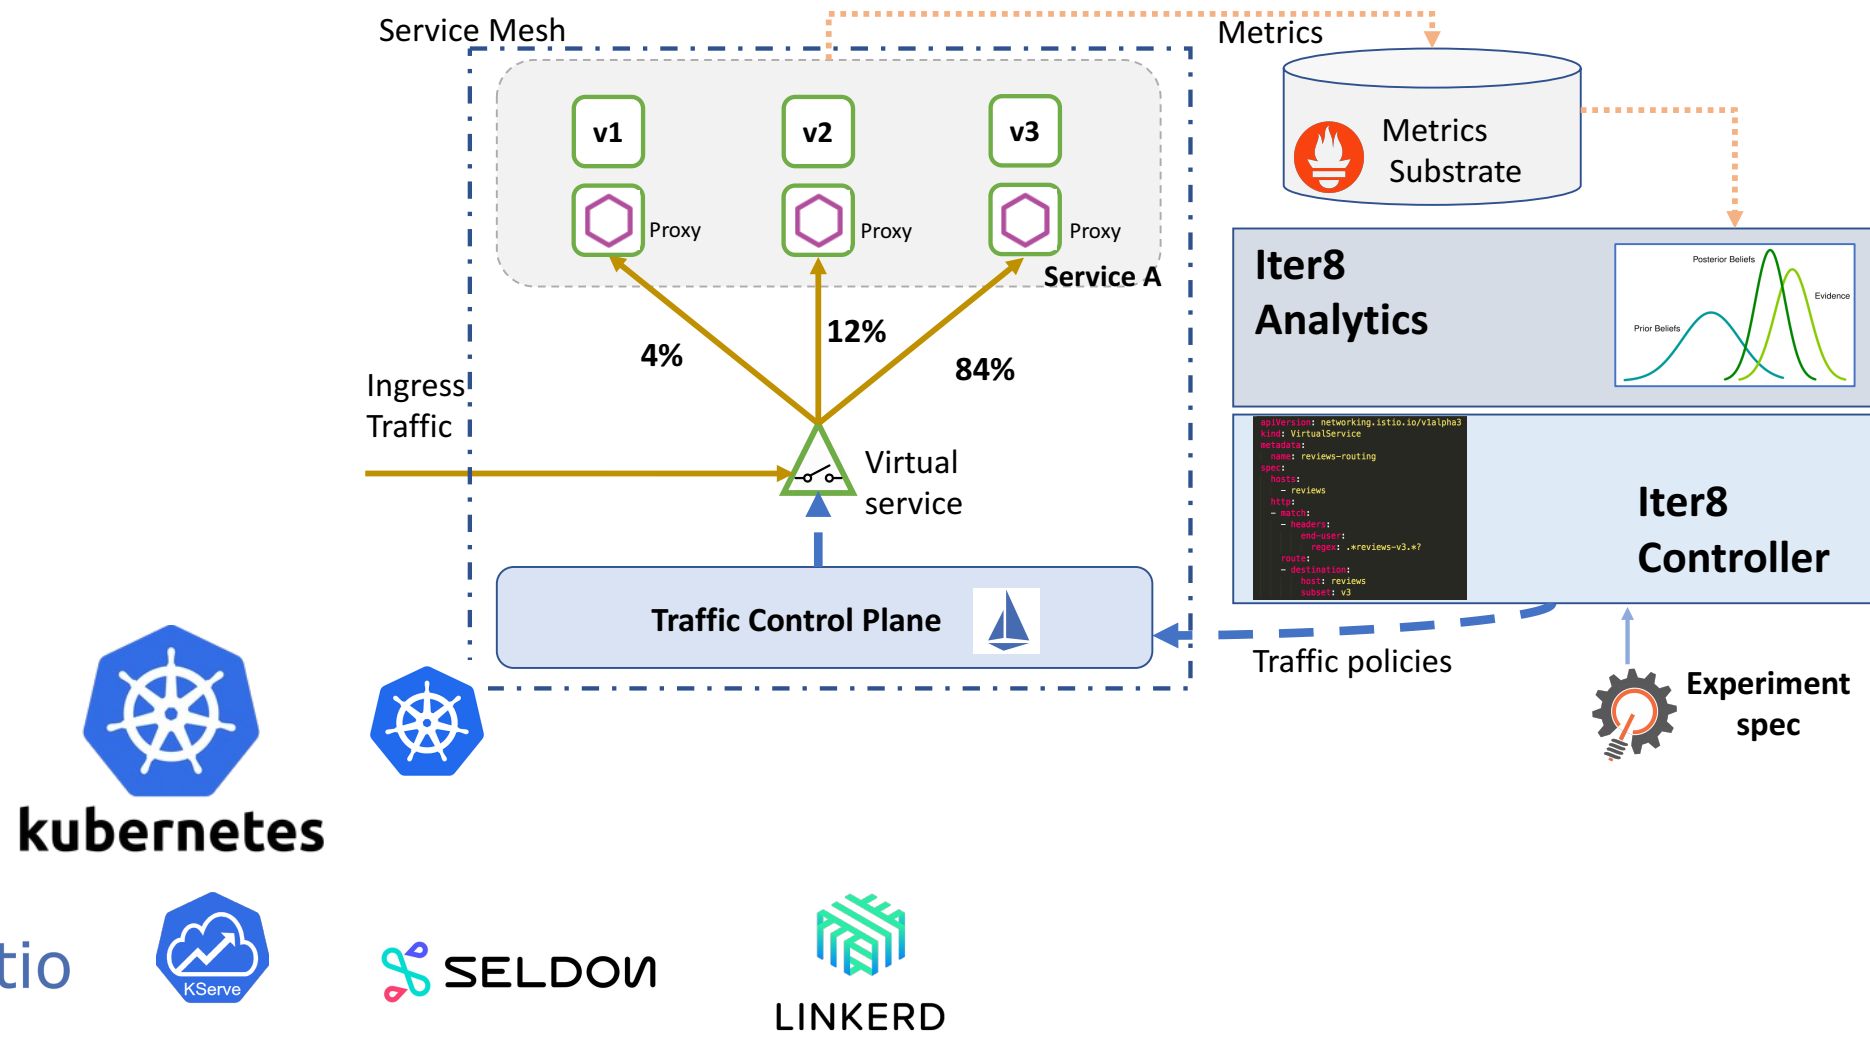 Service Mesh
Metrics
v1
v2
v3
Proxy
Proxy
Proxy
Service A
Metrics
Substrate
4%
12%
84%
Ingress
Traffic
Virtual
service
Traffic Control Plane
Iter8
Analytics
Posterior Beliefs
Evidence
Prior Beliefs
apiVersion: networking.istio.io/v1alpha3
kind: VirtualService
metadata:
name: reviews-routing
spec:
hosts:
- reviews
http:
- match:
- headers:
end-user:
regex: .*reviews-v3.*?
route:
- destination:
host: reviews
subset: v3
Iter8
Controller
Traffic policies
Experiment
spec
kubernetes
tio
KServe
SELDON
LINKERD